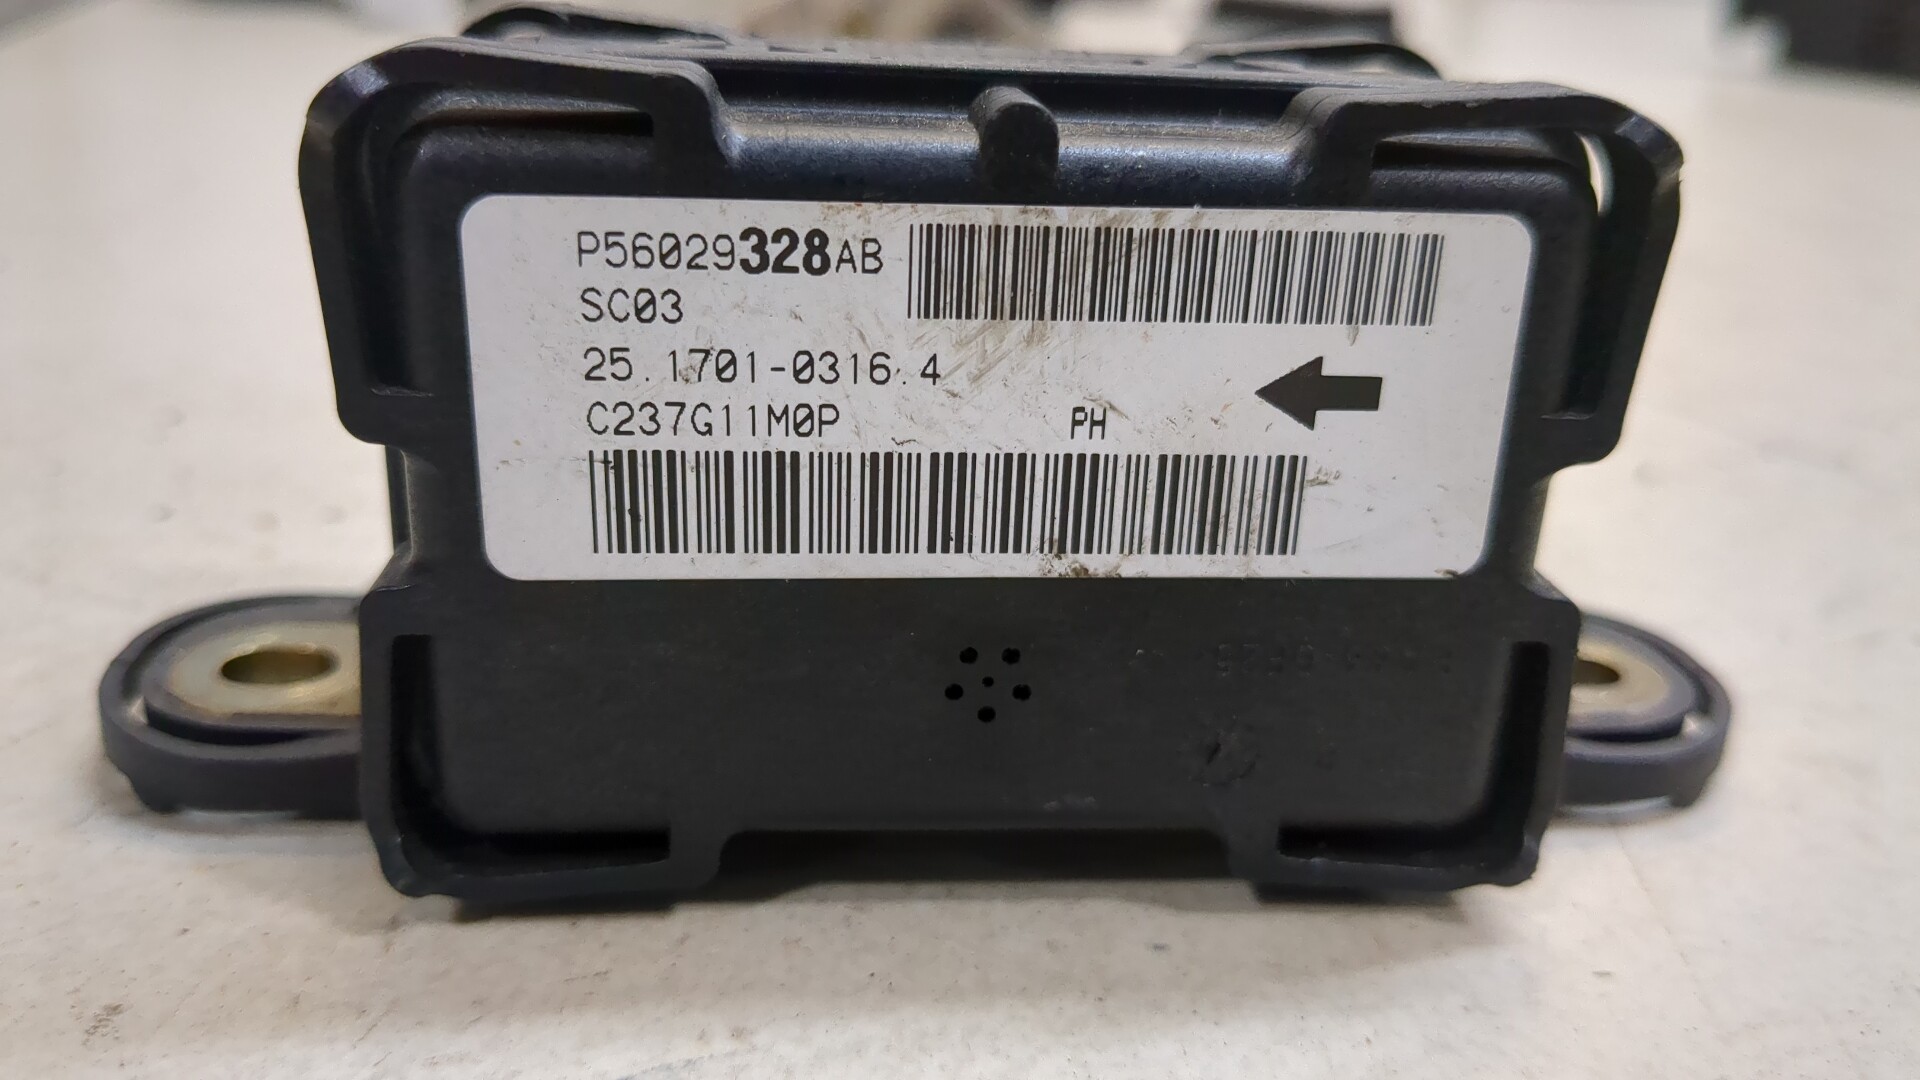 P56029328AB
SC03
25.1701-0316.4
C237G11M0P PH